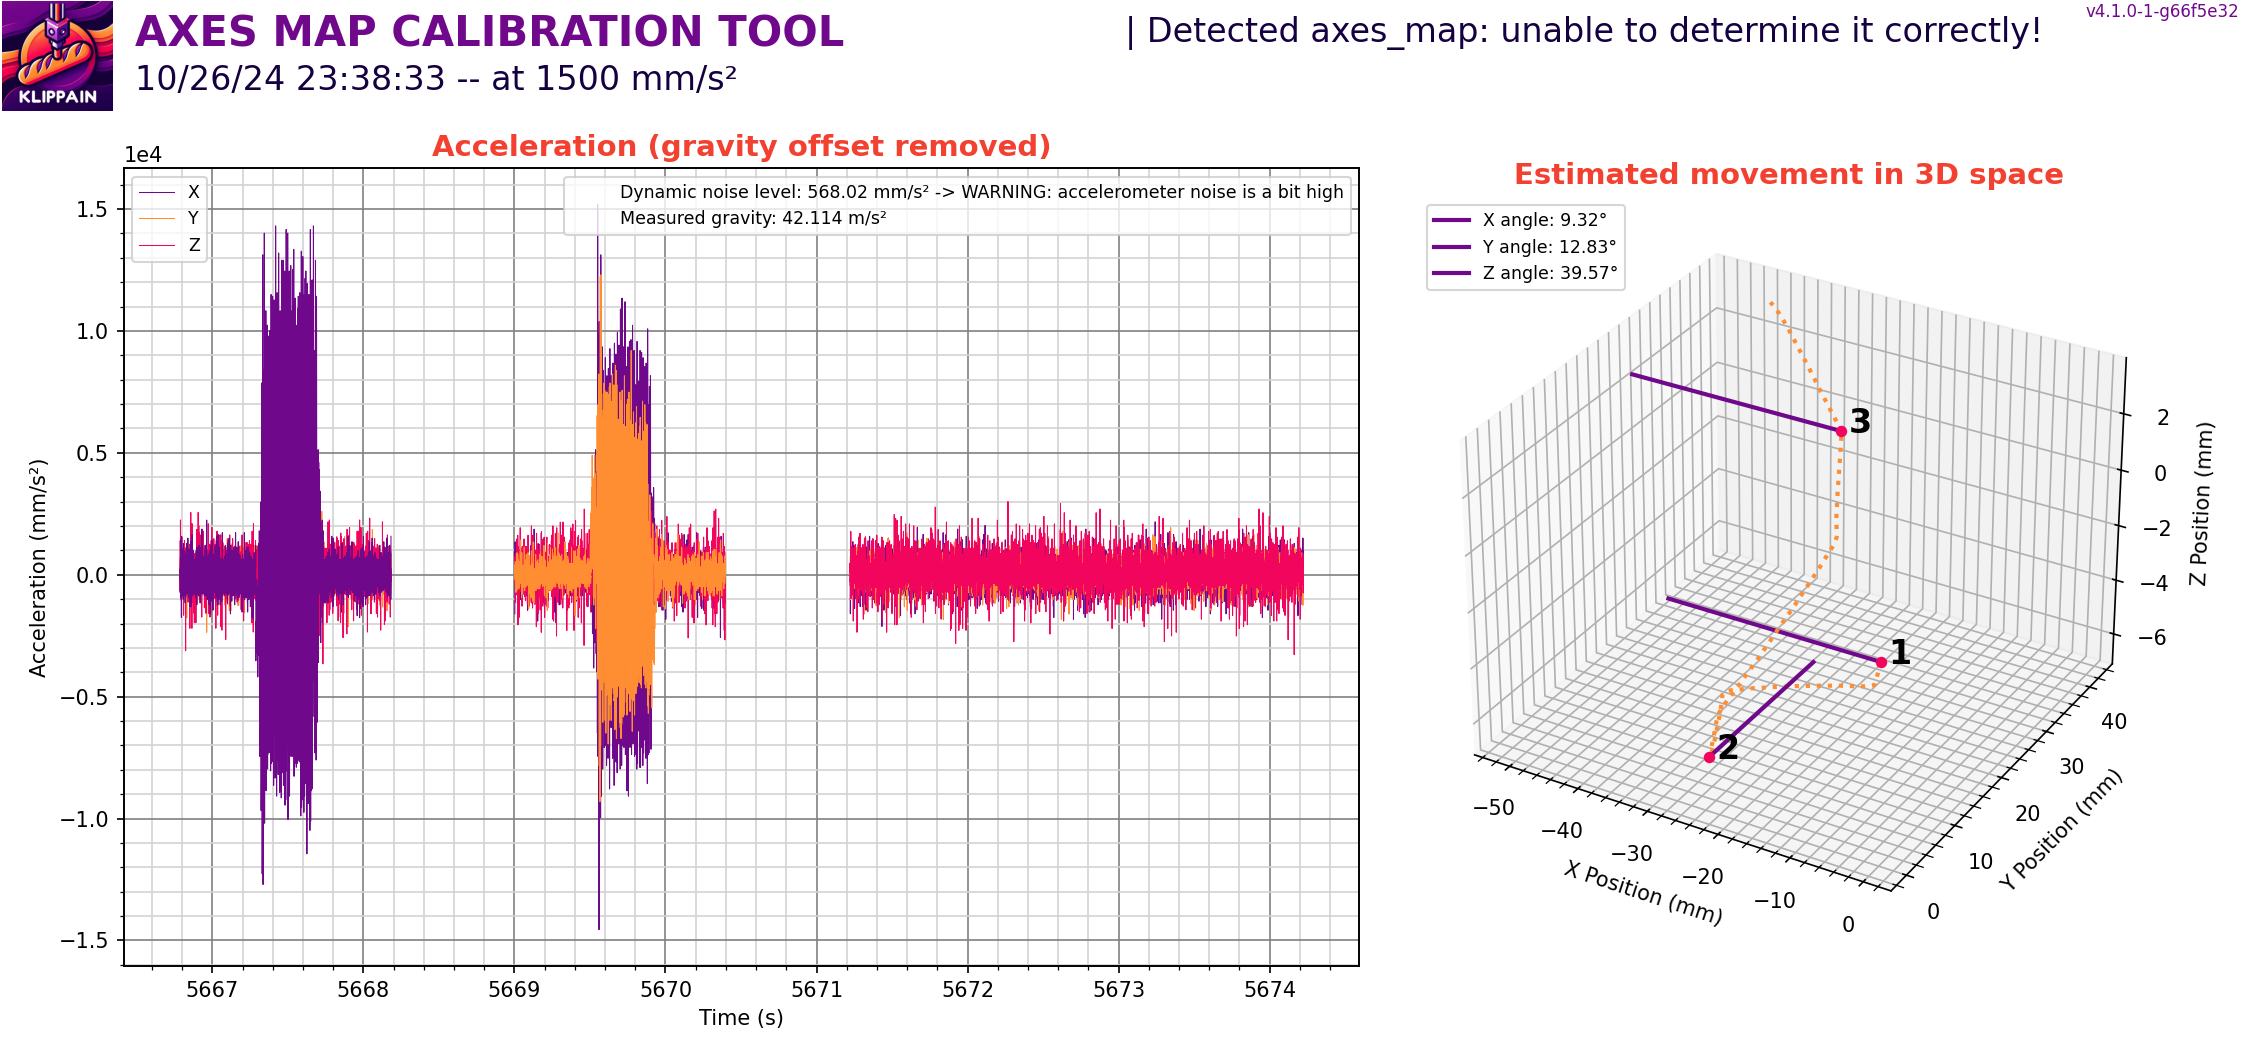 AXES MAP CALIBRATION TOOL
| Detected axes_map: unable to determine it correctly!
v4.1.0-1-g66f5e32
10/26/24 23:38:33 -- at 1500 mm/s²
KLIPPAIN
Acceleration (gravity offset removed)
1e4
X
Y
Z
Dynamic noise level: 568.02 mm/s² -> WARNING: accelerometer noise is a bit high
Measured gravity: 42.114 m/s²
1.5
1.0
0.5
0.0
−0.5
−1.0
−1.5
Acceleration (mm/s²)
5667 5668 5669 5670 5671 5672 5673 5674
Time (s)
Estimated movement in 3D space
X angle: 9.32°
Y angle: 12.83°
Z angle: 39.57°
3
1
2
2
0
−2
−4
−6
Z Position (mm)
−50
−40
−30
−20
−10
0
X Position (mm)
40
30
20
10
0
Y Position (mm)